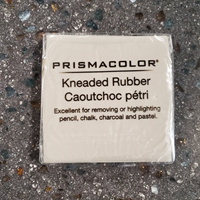 PRISMACOLOR®
Kneaded Rubber
Caoutchoc pétri
Excellent for removing or highlighting
pencil, chalk, charcoal and pastel.